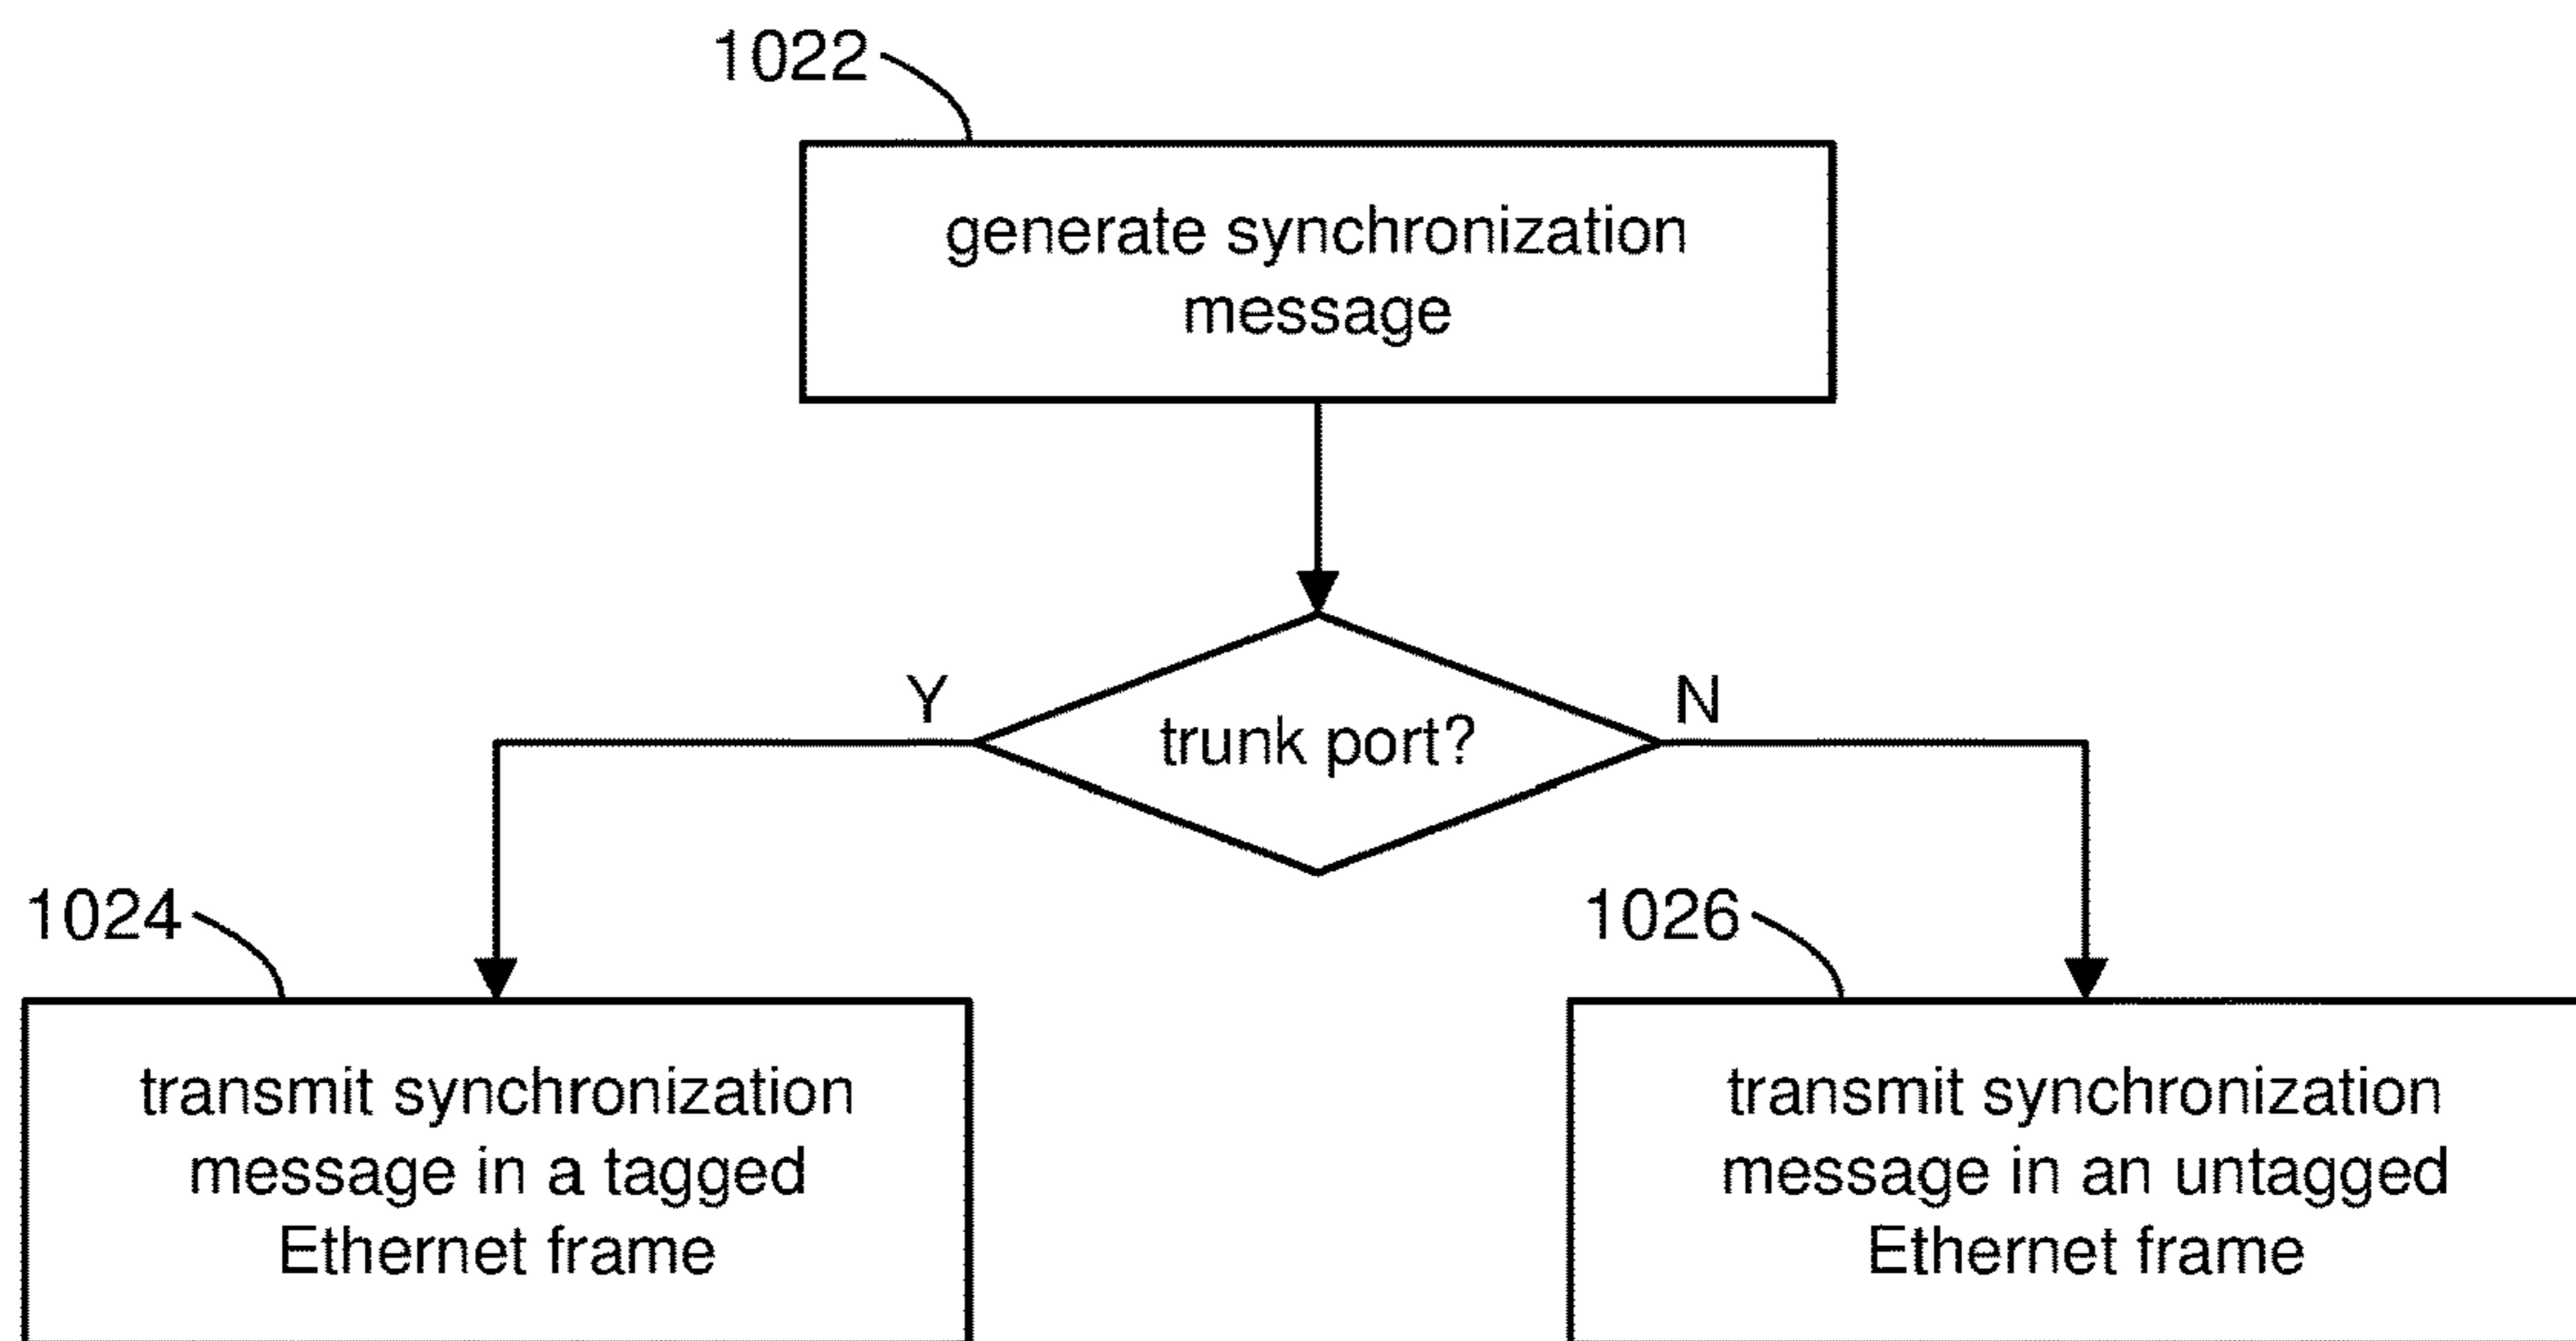 1022
generate synchronization
message
Y
trunk port?
N
1024
1026
transmit synchronization
message in a tagged
Ethernet frame
transmit synchronization
message in an untagged
Ethernet frame